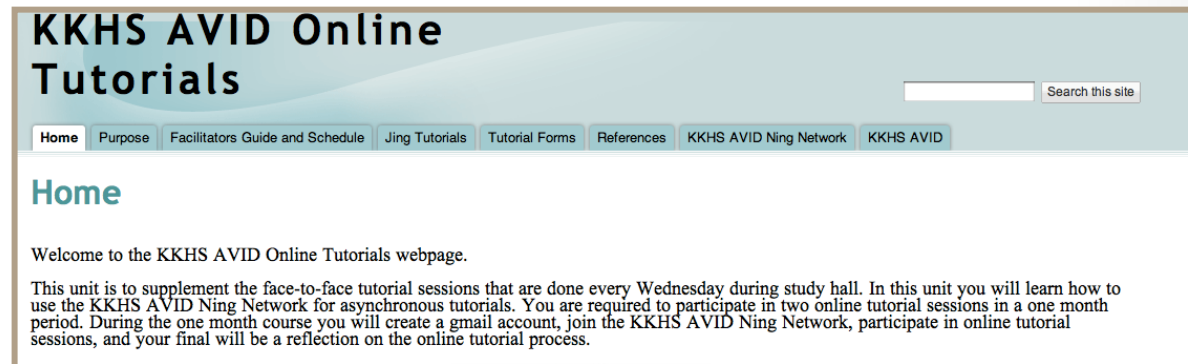 KKHS AVID Online
Tutorials
Search this site
Home Purpose Facilitators Guide and Schedule Jing Tutorials Tutorial Forms References KKHS AVID Ning Network KKHS AVID
Home
Welcome to the KKHS AVID Online Tutorials webpage.
This unit is to supplement the face-to-face tutorial sessions that are done every Wednesday during study hall. In this unit you will learn how to
use the KKHS AVID Ning Network for asynchronous tutorials. You are required to participate in two online tutorial sessions in a one month
period. During the one month course you will create a gmail account, join the KKHS AVID Ning Network, participate in online tutorial
sessions, and your final will be a reflection on the online tutorial process.